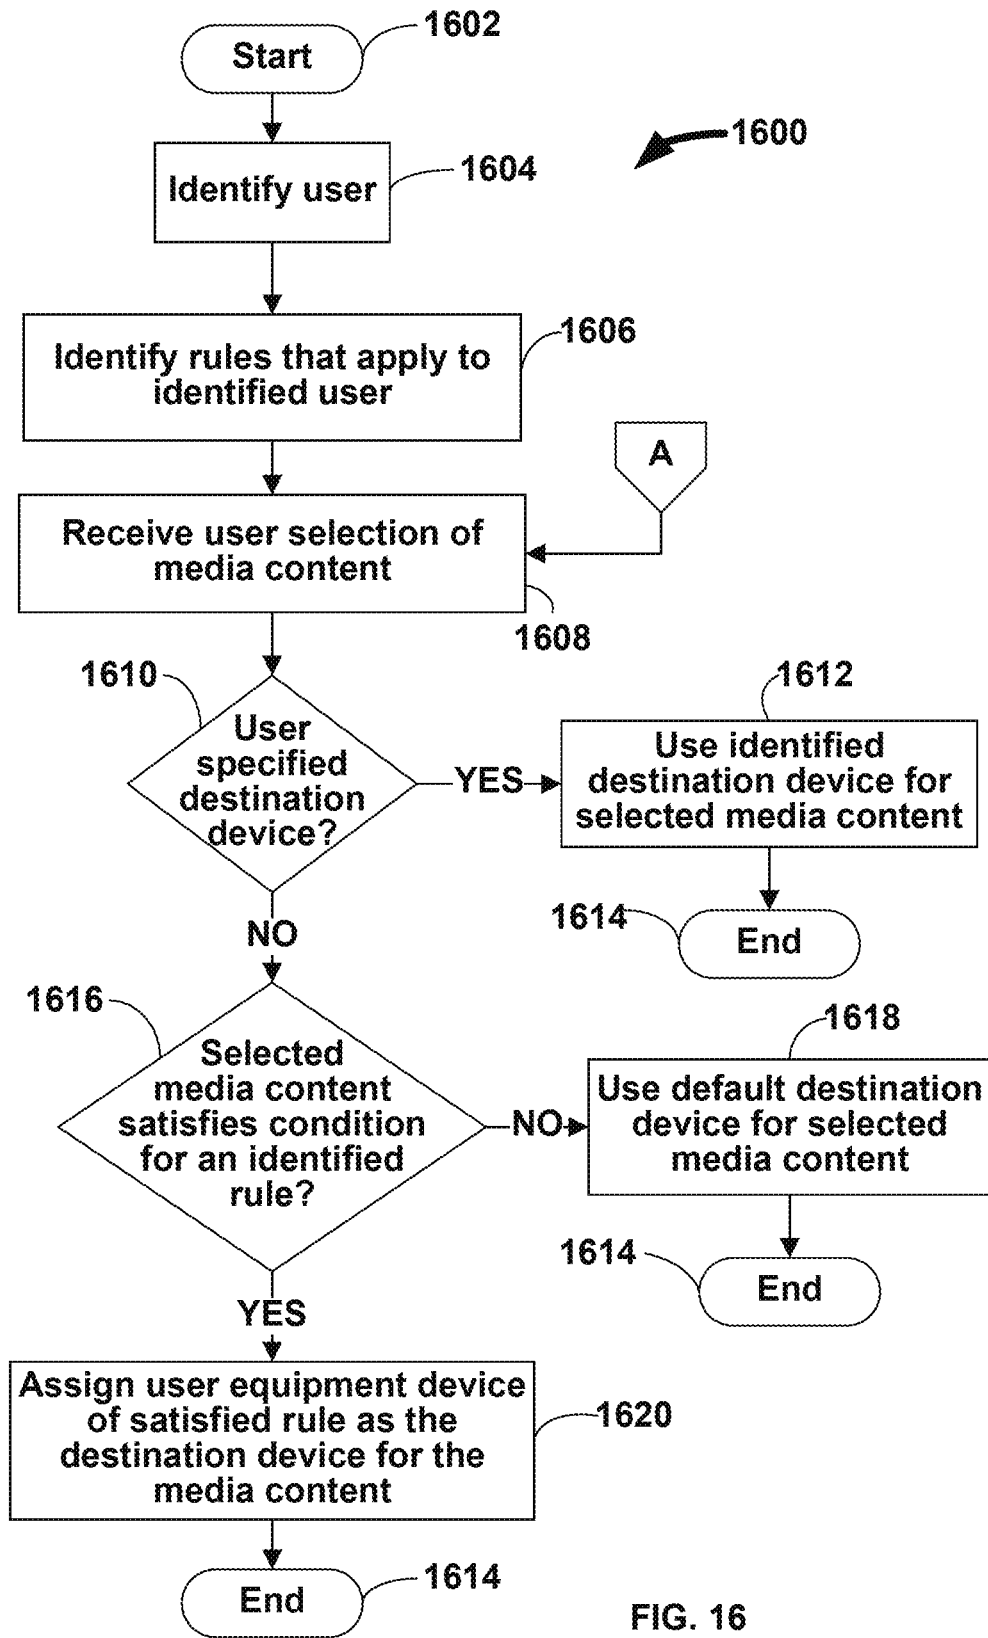 1602
Start
1600
1604
Identify user
1606
Identify rules that apply to
identified user
A
Receive user selection of
media content
1608
1610
User
specified
destination
device?
YES
1612
Use identified
destination device for
selected media content
1614
End
NO
1616
Selected
media content
satisfies condition
for an identified
rule?
NO
1618
Use default destination
device for selected
media content
1614
End
YES
Assign user equipment device
of satisfied rule as the
destination device for the
media content
1620
End
1614
FIG. 16